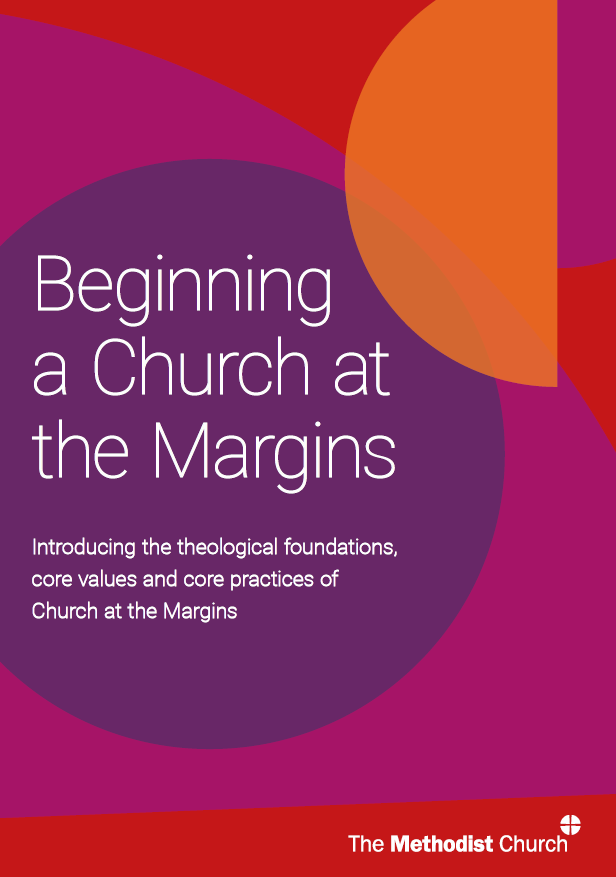 Beginning
a Church at
the Margins
Introducing the theological foundations,
core values and core practices of
Church at the Margins
The Methodist Church